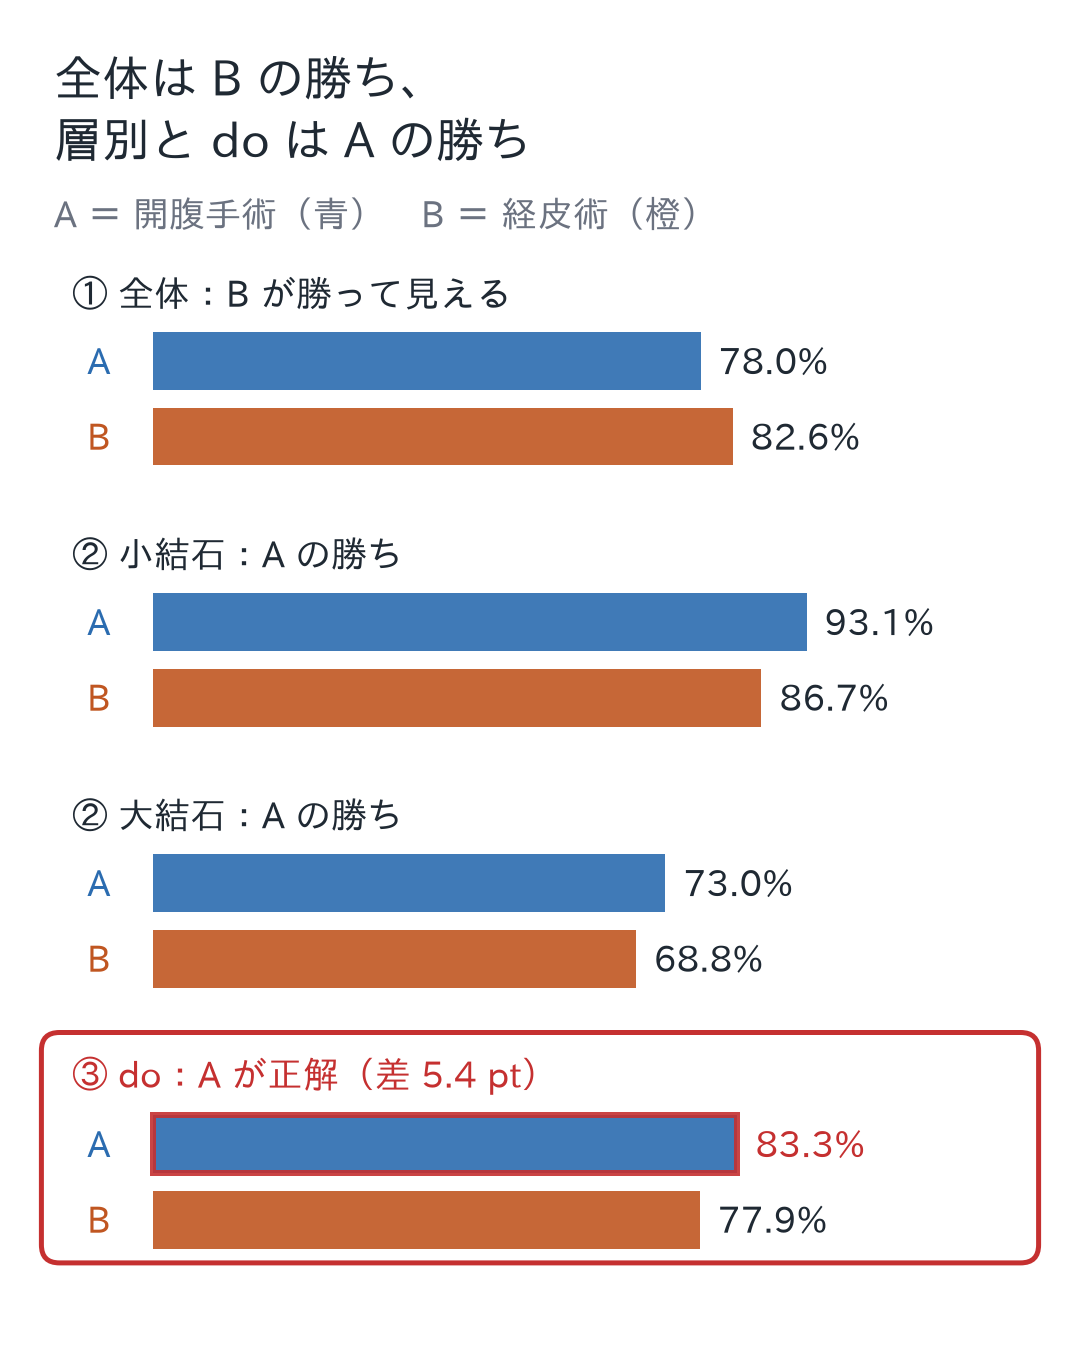 全体は B の勝ち、
層別と do は A の勝ち
A ＝ 開腹手術（青）　B ＝ 経皮術（橙）
① 全体：B が勝って見える
A 78.0%
B 82.6%
② 小結石：A の勝ち
A 93.1%
B 86.7%
② 大結石：A の勝ち
A 73.0%
B 68.8%
③ do：A が正解（差 5.4 pt）
A 83.3%
B 77.9%